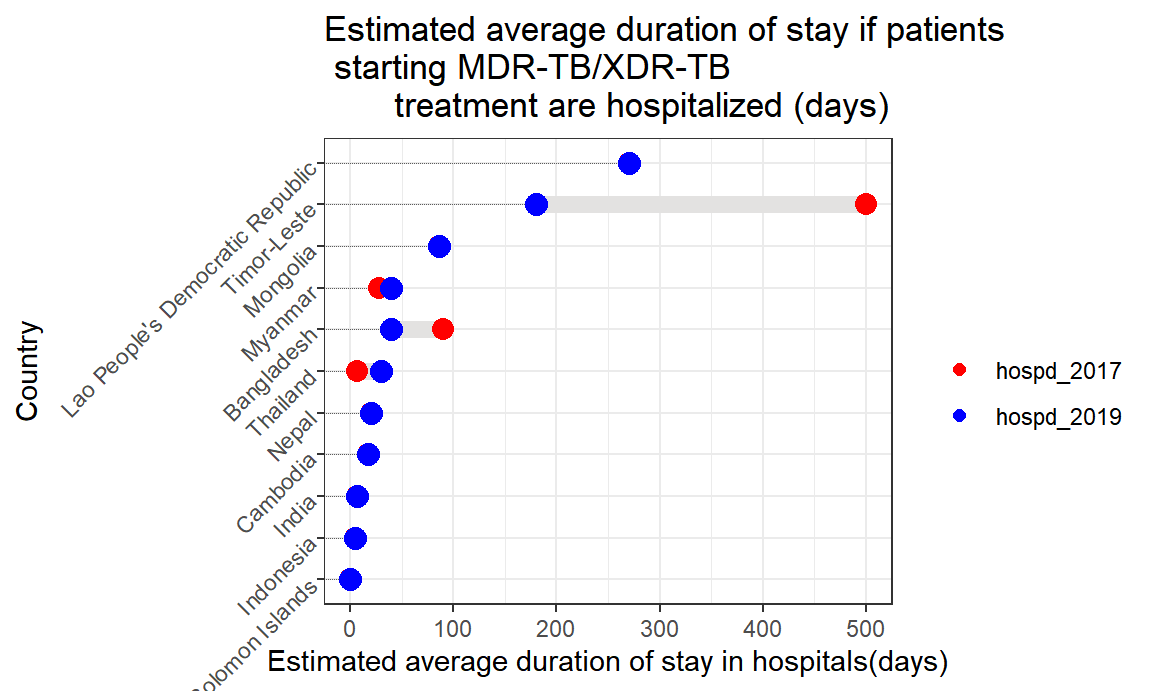 Estimated average duration of stay if patients
starting MDR-TB/XDR-TB
treatment are hospitalized (days)
Lao People's Democratic Republic
Timor-Leste
Mongolia
Myanmar
Bangladesh
Thailand
Nepal
Cambodia
India
Indonesia
Solomon Islands
Country
0 100 200 300 400 500
Estimated average duration of stay in hospitals(days)
hospd_2017
hospd_2019